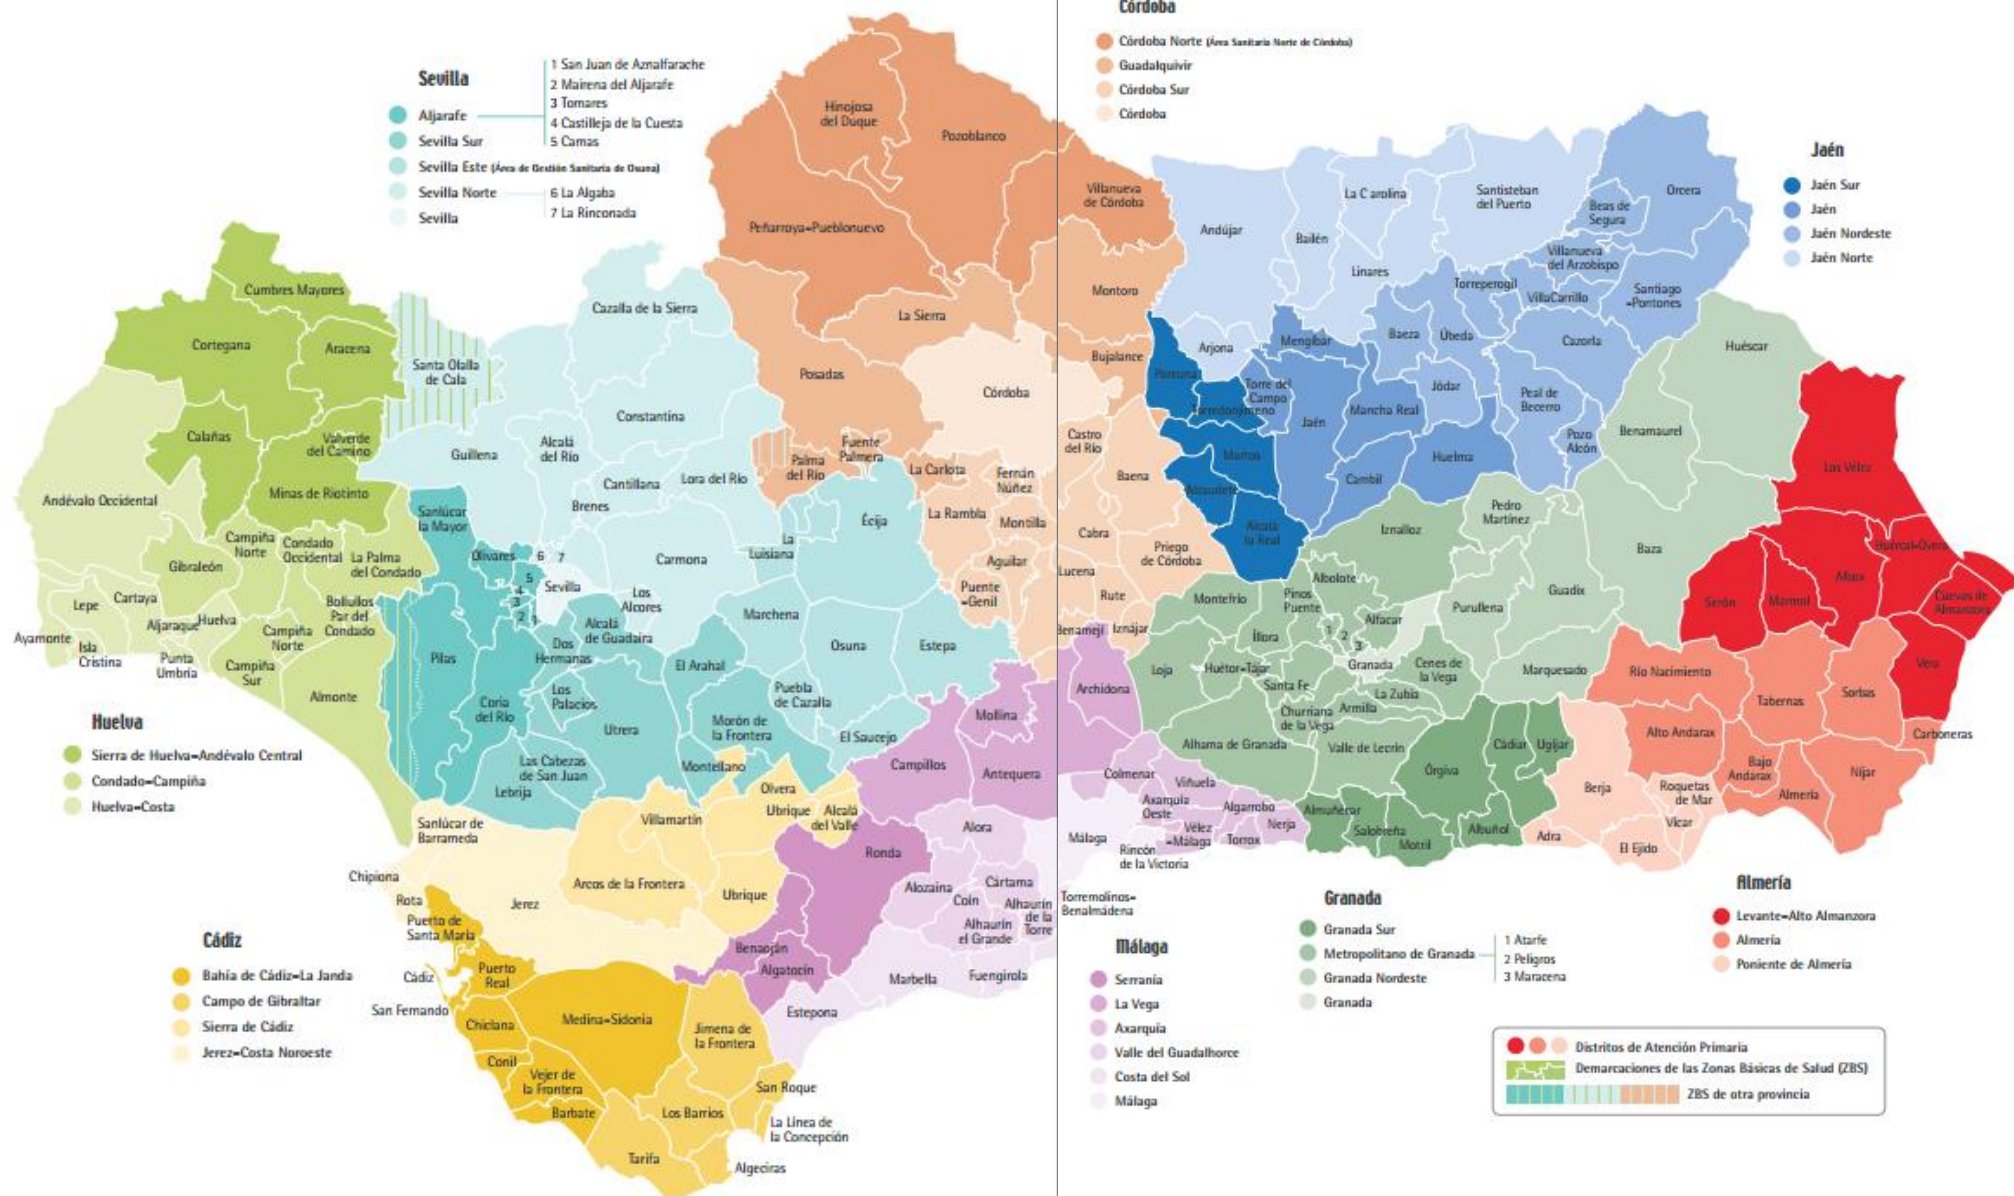 Córdoba
Córdoba Norte (Área Sanitaria Norte de Córdoba)
Guadalquivir
Córdoba Sur
Córdoba
Sevilla
Aljarafe
Sevilla Sur
Sevilla Este (Área de Gestión Sanitaria de Osuna)
Sevilla Norte
Sevilla
1 San Juan de Aznalfarache
2 Mairena del Aljarafe
3 Tomares
4 Castilleja de la Cuesta
5 Camas
6 La Algaba
7 La Rinconada
Jaén
Jaén Sur
Jaén
Jaén Nordeste
Jaén Norte
Hinojosa
del Duque
Pozoblanco
Villanueva
de Córdoba
Peñarroya=Pueblonuevo
Montoro
La Sierra
Posadas
Córdoba
Bujalance
Palma
del Río
Fuente
Palmera
La Carlota
Fernán
Núñez
Castro
del Río
Baena
La Rambla
Montilla
Cabra
Aguilar
Priego
de Córdoba
Puente
=Genil
Lucena
Rute
Benamejí
Iznájar
Andújar
Bailén
La Carolina
Santisteban
del Puerto
Orcera
Beas de
Segura
Linares
Villanueva
del Arzobispo
Torreperogil
VillaCarrillo
Santiago
=Pontones
Arjona
Mengíbar
Baeza
Úbeda
Cazorla
Porcuna
Torredonjimeno
Torre del
Campo
Jaén
Mancha Real
Jódar
Peal de
Becerro
Pozo
Alcón
Martos
Cambil
Huelma
Alcaudete
Alcalá
la Real
Cumbres Mayores
Cortegana
Aracena
Santa Olalla
de Cala
Calañas
Valverde
del Camino
Minas de Riotinto
Andévalo Occidental
Campiña
Norte
Condado
Occidental
La Palma
del Condado
Gibraleón
Lepe
Cartaya
Aljaraque
Huelva
Bollullos
Par del
Condado
Ayamonte
Isla
Cristina
Punta
Umbría
Campiña
Norte
Campiña
Sur
Almonte
Huelva
Sierra de Huelva=Andévalo Central
Condado=Campiña
Huelva=Costa
Cazalla de la Sierra
Constantina
Guillena
Alcalá
del Río
Cantillana
Lora del Río
Brenes
Sanlúcar
la Mayor
Olivares
6
7
5
4
3
2
1
Sevilla
Carmona
La
Luisiana
Écija
Los
Alcores
Alcalá
de Guadaira
Marchena
Dos
Hermanas
El Arahal
Osuna
Estepa
Pilas
Coria
del Río
Los
Palacios
Utrera
Puebla
de Cazalla
Morón de
la Frontera
El Saucejo
Las Cabezas
de San Juan
Lebrija
Montellano
Olvera
Ubrique
Alcalá
del Valle
Villamartín
Sanlúcar de
Barrameda
Chipiona
Rota
Jerez
Arcos de la Frontera
Ubrique
Puerto de
Santa María
Cádiz
Puerto
Real
San Fernando
Chiclana
Medina=Sidonia
Jimena de
la Frontera
Conil
Vejer de
la Frontera
Barbate
San Roque
Los Barrios
La Línea de
la Concepción
Tarifa
Algeciras
Cádiz
Bahía de Cádiz=La Janda
Campo de Gibraltar
Sierra de Cádiz
Jerez=Costa Noroeste
Archidona
Mollina
Campillos
Antequera
Colmenar
Viñuela
Axarquía
Oeste
Vélez
=Málaga
Algarrobo
Torrox
Nerja
Málaga
Rincón
de la Victoria
Alora
Ronda
Alozaina
Cártama
Coín
Alhaurín
de la
Torre
Alhaurín
el Grande
Torremolinos=
Benalmádena
Benaoján
Algatocín
Marbella
Fuengirola
Estepona
Málaga
Serranía
La Vega
Axarquía
Valle del Guadalhorce
Costa del Sol
Málaga
Huéscar
Benamaurel
Pedro
Martínez
Iznalloz
Baza
Albolote
Guadix
Montefrío
Pinos
Puente
Alfacar
Purullena
1
2
3
Íllora
Loja
Huétor=Tájar
Granada
Cenes de
la Vega
Marquesado
Santa Fe
La Zubia
Churriana
de la Vega
Armilla
Alhama de Granada
Valle de Lecrín
Cádiar
Ugíjar
Órgiva
Almuñécar
Salobreña
Motril
Albuñol
Granada
Granada Sur
Metropolitano de Granada
Granada Nordeste
Granada
1 Atarfe
2 Peligros
3 Maracena
Los Vélez
Huércal=Overa
Albox
Serón
Marmol
Cuevas de
Almanzora
Vera
Río Nacimiento
Tabernas
Sorbas
Carboneras
Alto Andarax
Bajo
Andarax
Níjar
Almería
Berja
Roquetas
de Mar
Vícar
Adra
El Ejido
Almería
Levante=Alto Almanzora
Almería
Poniente de Almería
Distritos de Atención Primaria
Demarcaciones de las Zonas Básicas de Salud (ZBS)
ZBS de otra provincia